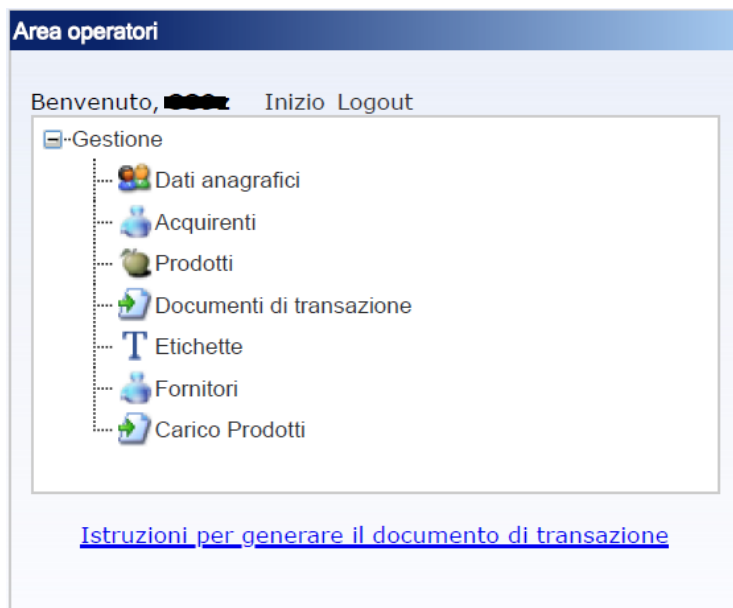 Area operatori
Benvenuto, Inizio Logout
Gestione
Dati anagrafici
Acquirenti
Prodotti
Documenti di transazione
Etichette
Fornitori
Carico Prodotti
Istruzioni per generare il documento di transazione